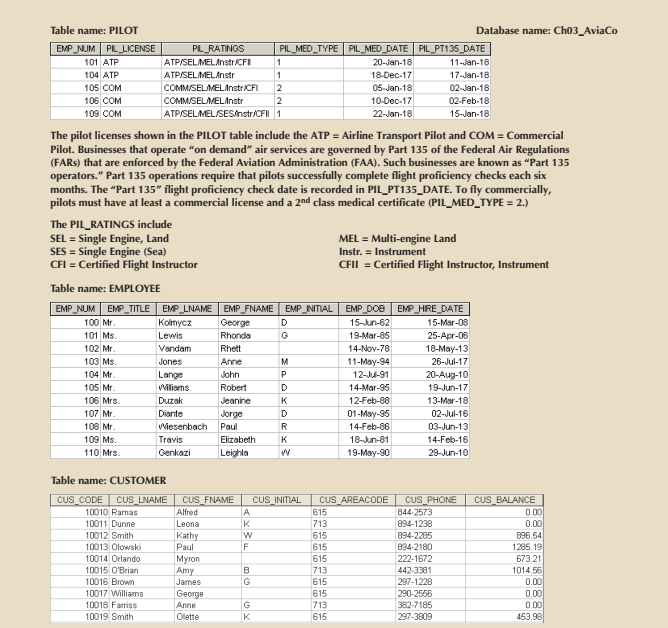 Table name: PILOT Database name: Ch03_AviaCo
EMP_NUM PIL_LICENSE PIL_RATINGS PIL_MED_TYPE PIL_MED_DATE PIL_PT135_DATE
101 ATP ATP/SEL/MEL/Instr/CFII 1 20-Jan-18 11-Jan-18
104 ATP ATP/SEL/MEL/Instr 1 18-Dec-17 17-Jan-18
105 COM COMM/SEL/MEL/Instr/CFI 2 05-Jan-18 02-Jan-18
106 COM COMM/SEL/MEL/Instr 2 10-Dec-17 02-Feb-18
109 COM ATP/SEL/MEL/SES/Instr/CFII 1 22-Jan-18 15-Jan-18
The pilot licenses shown in the PILOT table include the ATP = Airline Transport Pilot and COM = Commercial
Pilot. Businesses that operate “on demand” air services are governed by Part 135 of the Federal Air Regulations
(FARs) that are enforced by the Federal Aviation Administration (FAA). Such businesses are known as “Part 135
operators.” Part 135 operations require that pilots successfully complete flight proficiency checks each six
months. The “Part 135” flight proficiency check date is recorded in PIL_PT135_DATE. To fly commercially,
pilots must have at least a commercial license and a 2nd class medical certificate (PIL_MED_TYPE = 2.)
The PIL_RATINGS include
SEL = Single Engine, Land MEL = Multi-engine Land
SES = Single Engine (Sea) Instr. = Instrument
CFI = Certified Flight Instructor CFII = Certified Flight Instructor, Instrument
Table name: EMPLOYEE
EMP_NUM EMP_TITLE EMP_LNAME EMP_FNAME EMP_INITIAL EMP_DOB EMP_HIRE_DATE
100 Mr. Kolmycz George D 15-Jun-62 15-Mar-08
101 Ms. Lewis Rhonda G 19-Mar-85 25-Apr-06
102 Mr. Vandam Rhett 14-Nov-78 18-May-13
103 Ms. Jones Anne M 11-May-94 26-Jul-17
104 Mr. Lange John P 12-Jul-91 20-Aug-10
105 Mr. Williams Robert D 14-Mar-95 19-Jun-17
106 Mrs. Duzak Jeanine K 12-Feb-88 13-Mar-18
107 Mr. Diante Jorge D 01-May-95 02-Jul-16
108 Mr. Wiesenbach Paul R 14-Feb-86 03-Jun-13
109 Ms. Travis Elizabeth K 18-Jun-81 14-Feb-16
110 Mrs. Genkazi Leighla W 19-May-90 29-Jun-10
Table name: CUSTOMER
CUS_CODE CUS_LNAME CUS_FNAME CUS_INITIAL CUS_AREACODE CUS_PHONE CUS_BALANCE
10010 Ramas Alfred A 615 844-2573 0.00
10011 Dunne Leona K 713 894-1238 0.00
10012 Smith Kathy W 615 894-2285 896.54
10013 Olowski Paul F 615 894-2180 1285.19
10014 Orlando Myron 615 222-1672 673.21
10015 O'Brian Amy B 713 442-3381 1014.56
10016 Brown James G 615 297-1228 0.00
10017 Williams George 615 290-2556 0.00
10018 Farriss Anne G 713 382-7185 0.00
10019 Smith Olette K 615 297-3809 453.98